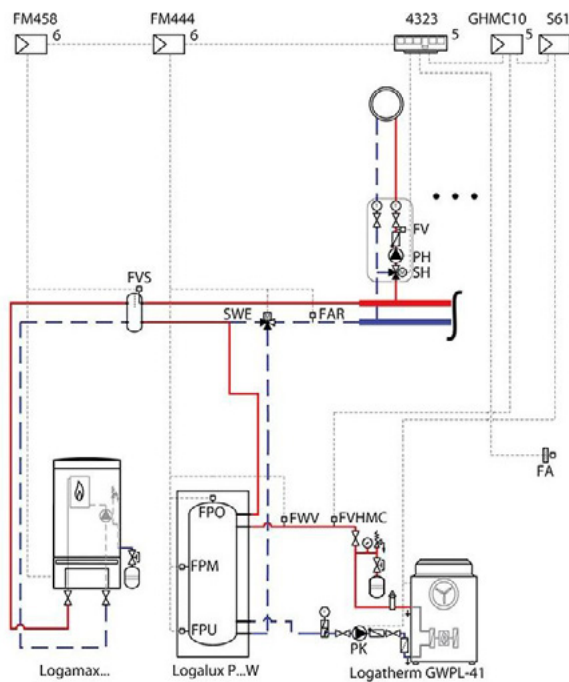 FM458 FM444 4323 GHMC10 S61
6 6 5 5
FV
PH
SH
FVS
SWE FAR
FA
FPO FWV FVHMC
FPM
FPU
PK
Logamax... Logalux P...W Logatherm GWPL-41